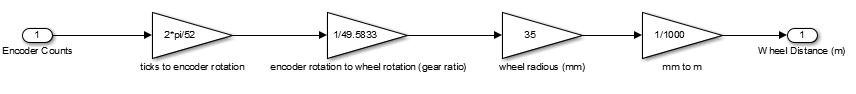 1
Encoder Counts
2*pi/52
ticks to encoder rotation
1/49.5833
encoder rotation to wheel rotation (gear ratio)
35
wheel radious (mm)
1/1000
mm to m
1
Wheel Distance (m)